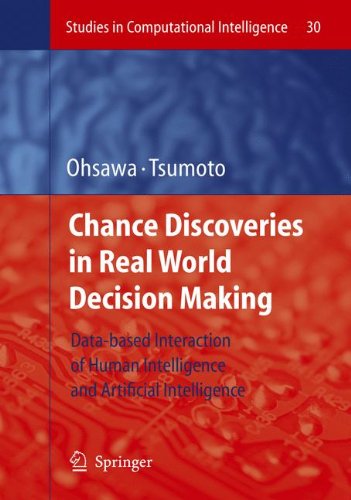 Studies in Computational Intelligence 30
Ohsawa · Tsumoto
Chance Discoveries
in Real World
Decision Making
Data-based Interaction
of Human Intelligence
and Artificial Intelligence
Springer